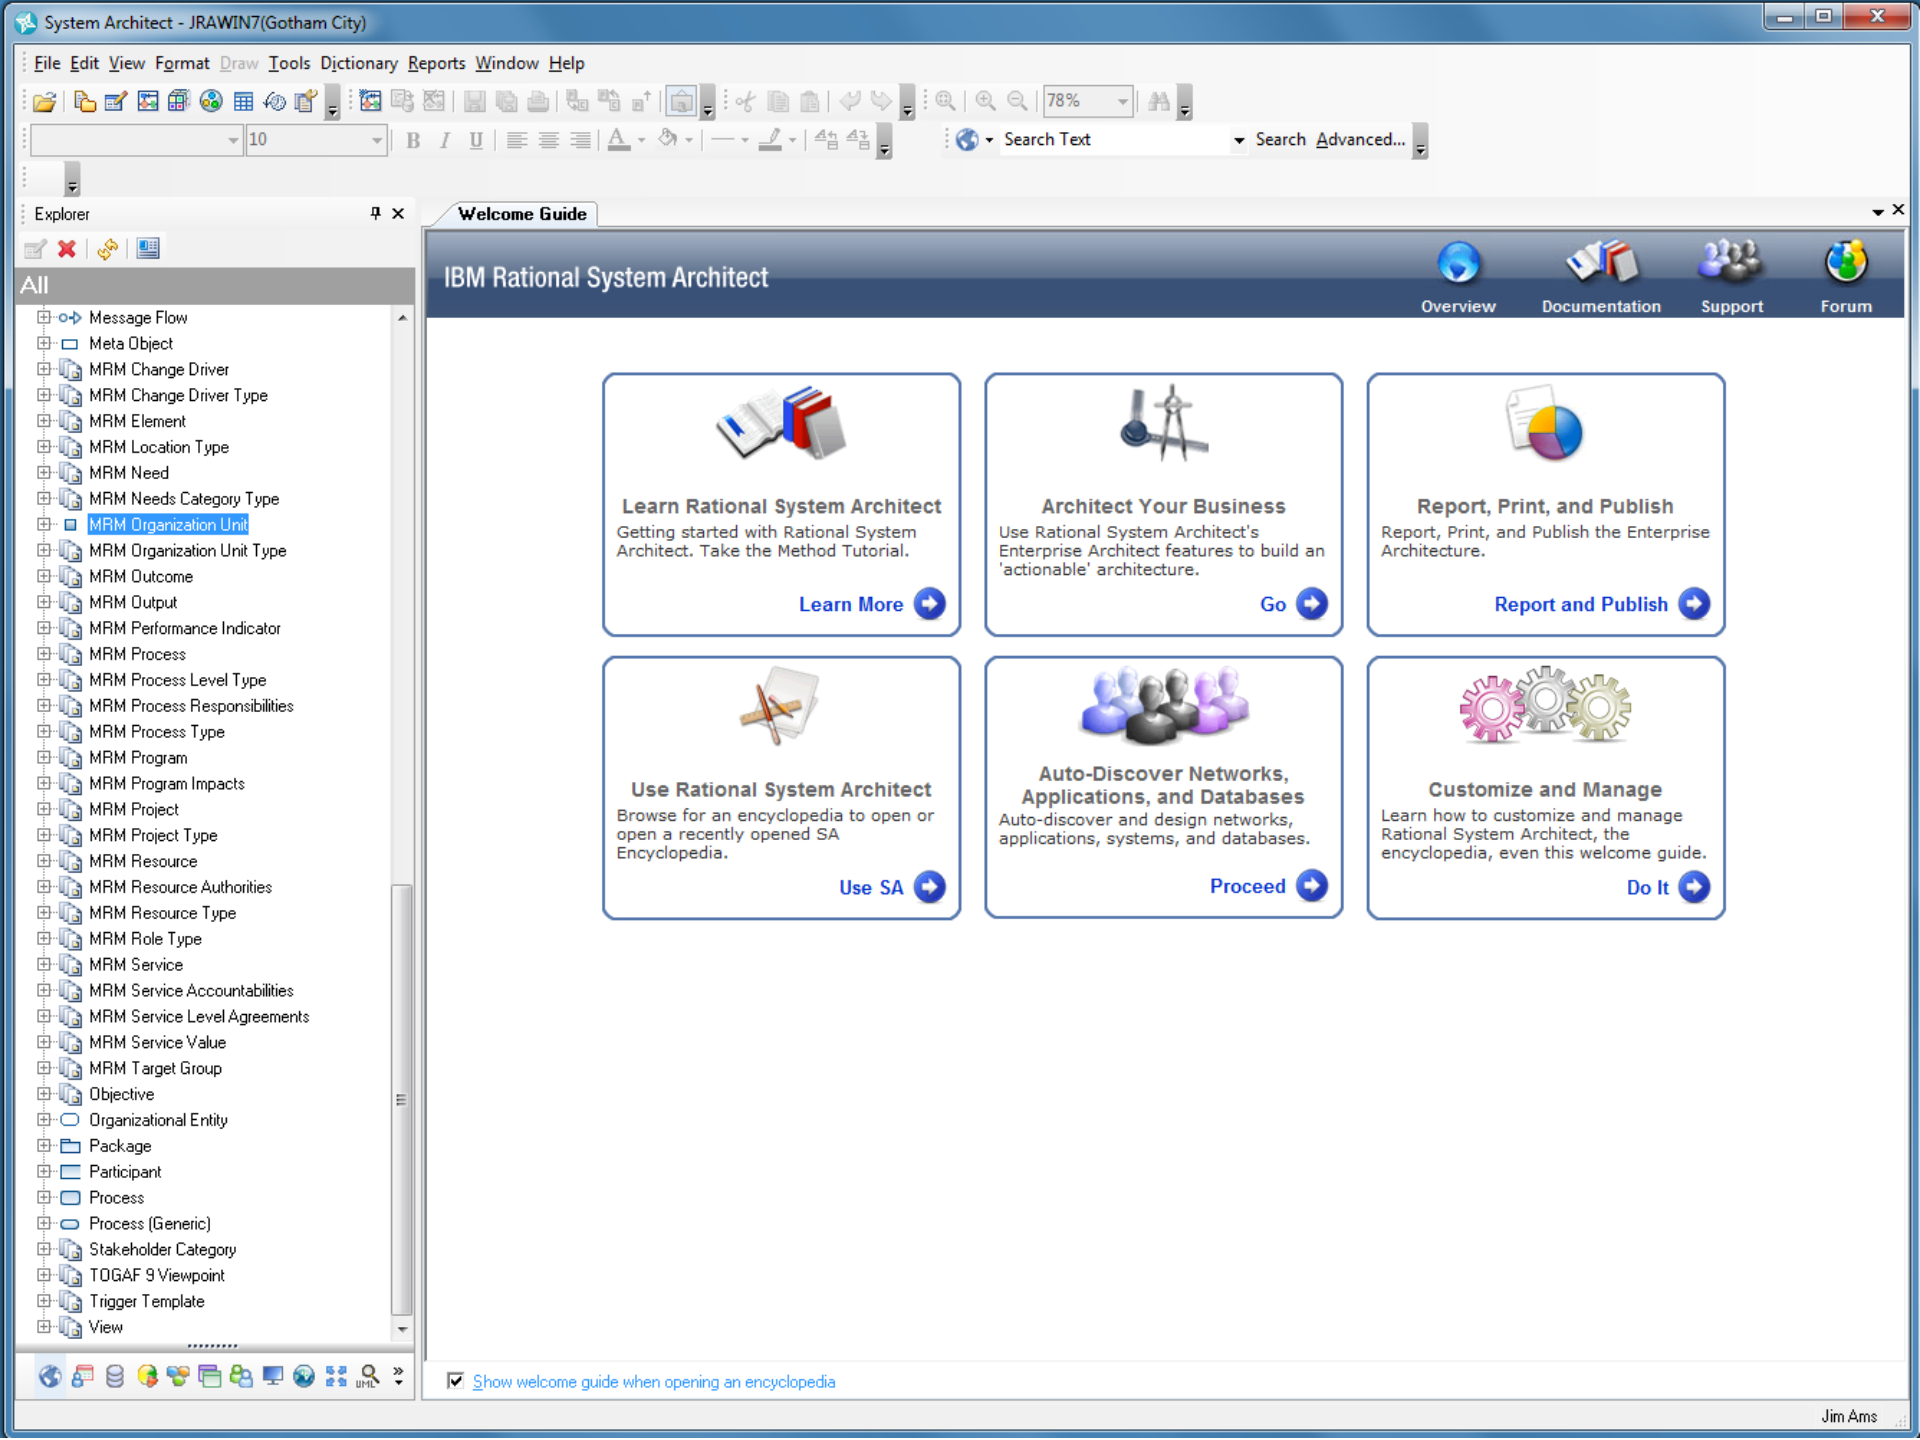 System Architect - JRAWIN7(Gotham City)
File Edit View Format Draw Tools Dictionary Reports Window Help
78%
10
B I U
A
Search Text
Search Advanced...
Explorer
Welcome Guide
All
Message Flow
Meta Object
MRM Change Driver
MRM Change Driver Type
MRM Element
MRM Location Type
MRM Need
MRM Needs Category Type
MRM Organization Unit
MRM Organization Unit Type
MRM Outcome
MRM Output
MRM Performance Indicator
MRM Process
MRM Process Level Type
MRM Process Responsibilities
MRM Process Type
MRM Program
MRM Program Impacts
MRM Project
MRM Project Type
MRM Resource
MRM Resource Authorities
MRM Resource Type
MRM Role Type
MRM Service
MRM Service Accountabilities
MRM Service Level Agreements
MRM Service Value
MRM Target Group
Objective
Organizational Entity
Package
Participant
Process
Process (Generic)
Stakeholder Category
TOGAF 9 Viewpoint
Trigger Template
View
UML
IBM Rational System Architect
Overview
Documentation
Support
Forum
Learn Rational System Architect
Getting started with Rational System
Architect. Take the Method Tutorial.
Learn More
Architect Your Business
Use Rational System Architect's
Enterprise Architect features to build an
'actionable' architecture.
Go
Report, Print, and Publish
Report, Print, and Publish the Enterprise
Architecture.
Report and Publish
Use Rational System Architect
Browse for an encyclopedia to open or
open a recently opened SA
Encyclopedia.
Use SA
Auto-Discover Networks,
Applications, and Databases
Auto-discover and design networks,
applications, systems, and databases.
Proceed
Customize and Manage
Learn how to customize and manage
Rational System Architect, the
encyclopedia, even this welcome guide.
Do It
Show welcome guide when opening an encyclopedia
Jim Ams